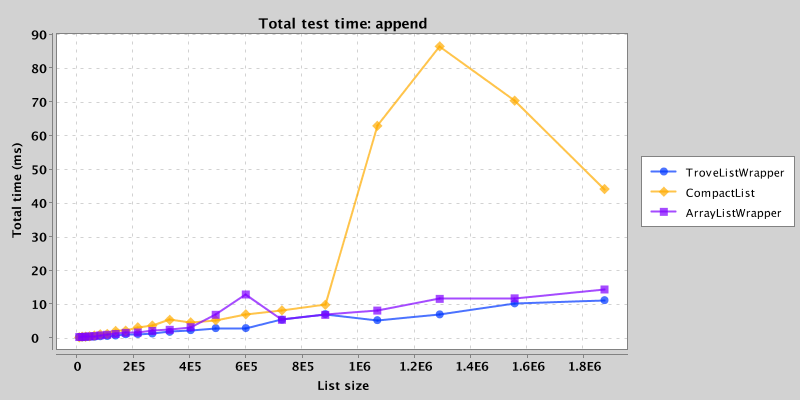 Total test time: append
90
80
70
60
50
40
30
20
10
0
Total time (ms)
0 2E5 4E5 6E5 8E5 1E6 1.2E6 1.4E6 1.6E6 1.8E6
List size
TroveListWrapper
CompactList
ArrayListWrapper